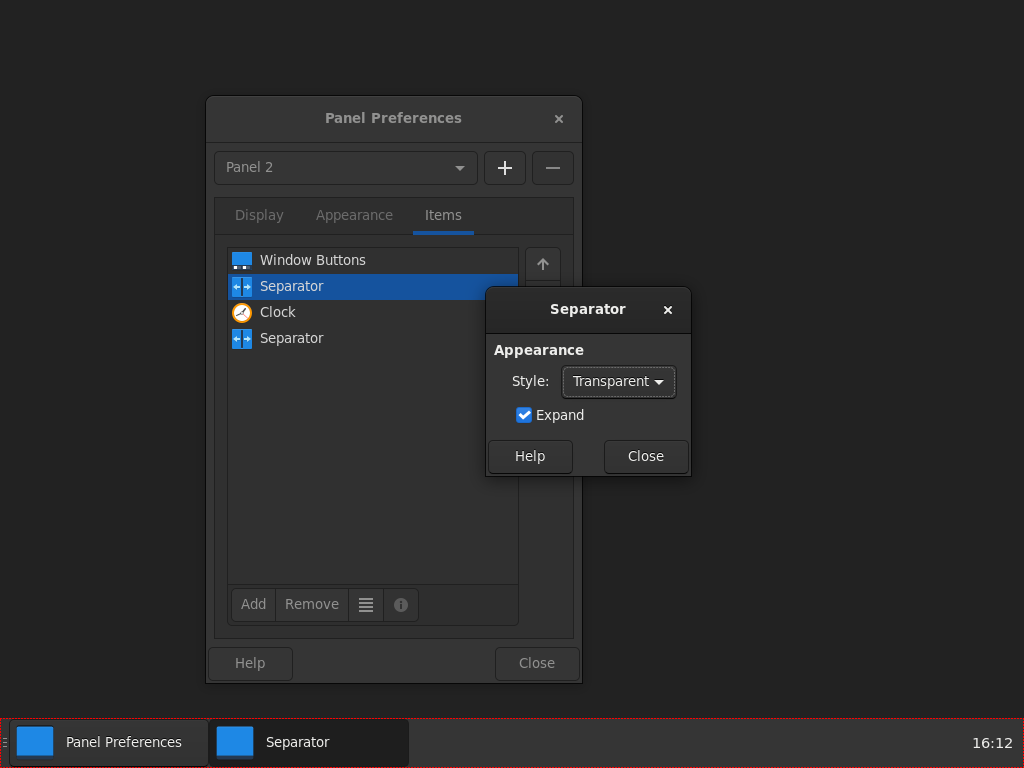 Panel Preferences
Panel 2
Display Appearance Items
Window Buttons
Separator
Clock
Separator
Add Remove
Help Close
Separator
Appearance
Style: Transparent
Expand
Help Close
Panel Preferences Separator 16:12